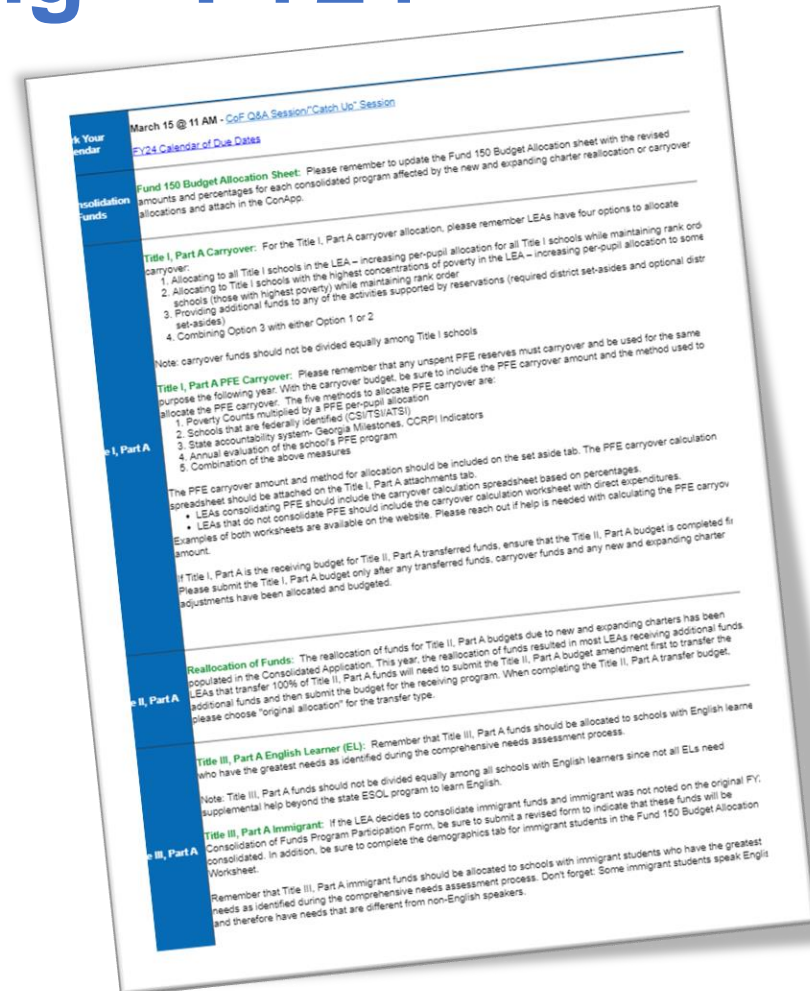 March 15 @ 11 AM - CoF Q&A Session/"Catch Up" Session
FY24 Calendar of Due Dates
Fund 150 Budget Allocation Sheet: Please remember to update the Fund 150 Budget Allocation sheet with the revised
amounts and percentages for each consolidated program affected by the new and expanding charter reallocation or carryover
allocations and attach in the ConApp.
Funds
Title I, Part A Carryover: For the Title I, Part A carryover allocation, please remember LEAs have four options to allocate
carryover:
1. Allocating to all Title I schools in the LEA – increasing per-pupil allocation for all Title I schools while maintaining rank
2. Allocating to Title I schools with the highest concentrations of poverty in the LEA – increasing per-pupil allocation to some
schools (those with highest poverty) while maintaining rank order
3. Providing additional funds to any of the activities supported by reservations (required district set-asides and optional
set-asides)
4. Combining Option 3 with either Option 1 or 2
Note: carryover funds should not be divided equally among Title I schools
Title I, Part A PFE Carryover: Please remember that any unspent PFE reserves must carryover and be used for the same
purpose the following year. With the carryover budget, be sure to include the PFE carryover amount and the method used to
allocate the PFE carryover. The five methods to allocate PFE carryover are:
1. Poverty Counts multiplied by a PFE per-pupil allocation
2. Schools that are federally identified (CSI/TSI/ATSI)
3. State accountability system- Georgia Milestones, CCRPI Indicators
4. Annual evaluation of the school's PFE program
5. Combination of the above measures
I, Part A
The PFE carryover amount and method for allocation should be included on the set aside tab. The PFE carryover calculation
spreadsheet should be attached on the Title I, Part A attachments tab.
• LEAs consolidating PFE should include the carryover calculation spreadsheet based on percentages.
• LEAs that do not consolidate PFE should include the carryover calculation worksheet with direct expenditures.
Examples of both worksheets are available on the website. Please reach out if help is needed with calculating the PFE
amount.
If Title I, Part A is the receiving budget for Title II, Part A transferred funds, ensure that the Title II, Part A budget is completed
Please submit the Title I, Part A budget only after any transferred funds, carryover funds and any new and expanding charter
adjustments have been allocated and budgeted.
Reallocation of Funds: The reallocation of funds for Title II, Part A budgets due to new and expanding charters has been
populated in the Consolidated Application. This year, the reallocation of funds resulted in most LEAs receiving additional funds.
LEAs that transfer 100% of Title II, Part A funds will need to submit the Title II, Part A budget amendment first to transfer the
additional funds and then submit the budget for the receiving program. When completing the Title II, Part A transfer budget,
please choose "original allocation" for the transfer type.
II, Part A
Title III, Part A English Learner (EL): Remember that Title III, Part A funds should be allocated to schools with English
who have the greatest needs as identified during the comprehensive needs assessment process.
Note: Title III, Part A funds should not be divided equally among all schools with English learners since not all ELs need
supplemental help beyond the state ESOL program to learn English.
Title III, Part A Immigrant: If the LEA decides to consolidate immigrant funds and immigrant was not noted on the original
Consolidation of Funds Program Participation Form, be sure to submit a revised form to indicate that these funds will be
consolidated. In addition, be sure to complete the demographics tab for immigrant students in the Fund 150 Budget Allocation
Worksheet.
III, Part A
Remember that Title III, Part A immigrant funds should be allocated to schools with immigrant students who have the greatest
needs as identified during the comprehensive needs assessment process. Don't forget: Some immigrant students speak
and therefore have needs that are different from non-English speakers.